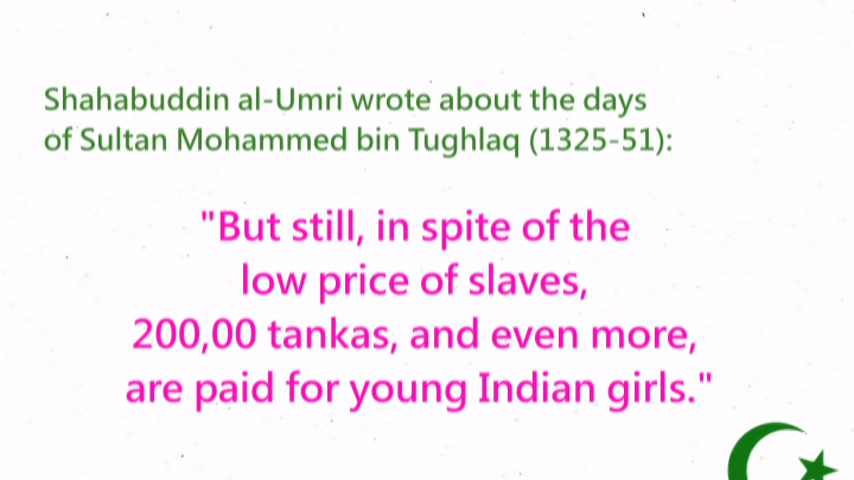 Shahabuddin al-Umri wrote about the days
of Sultan Mohammed bin Tughlaq (1325-51):
"But still, in spite of the
low price of slaves,
200,00 tankas, and even more,
are paid for young Indian girls."